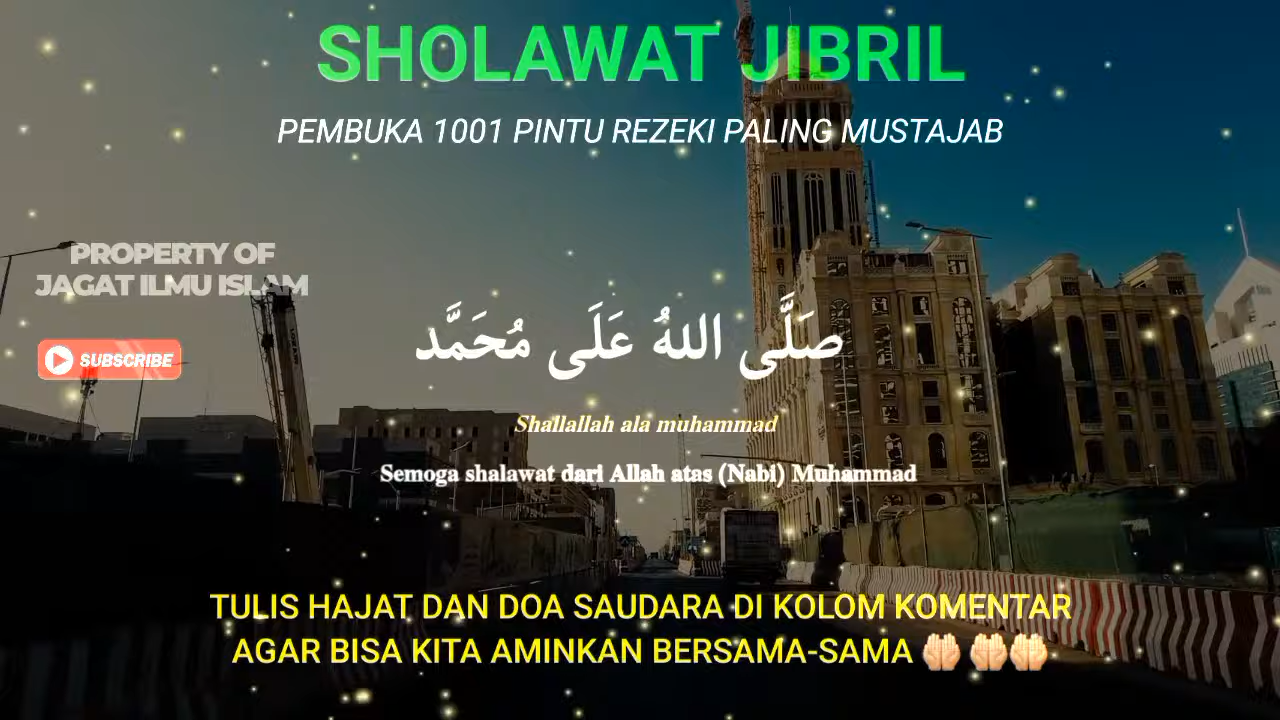 SHOLAWAT JIBRIL
PEMBUKA 1001 PINTU REZEKI PALING MUSTAJAB
PROPERTY OF
JAGAT ILMU ISLAM
SUBSCRIBE
صَلَّى اللهُ عَلَى مُحَمَّد
Shallallah ala muhammad
Semoga shalawat dari Allah atas (Nabi) Muhammad
TULIS HAJAT DAN DOA SAUDARA DI KOLOM KOMENTAR
AGAR BISA KITA AMINKAN BERSAMA-SAMA 🤲🏻🤲🏻🤲🏻